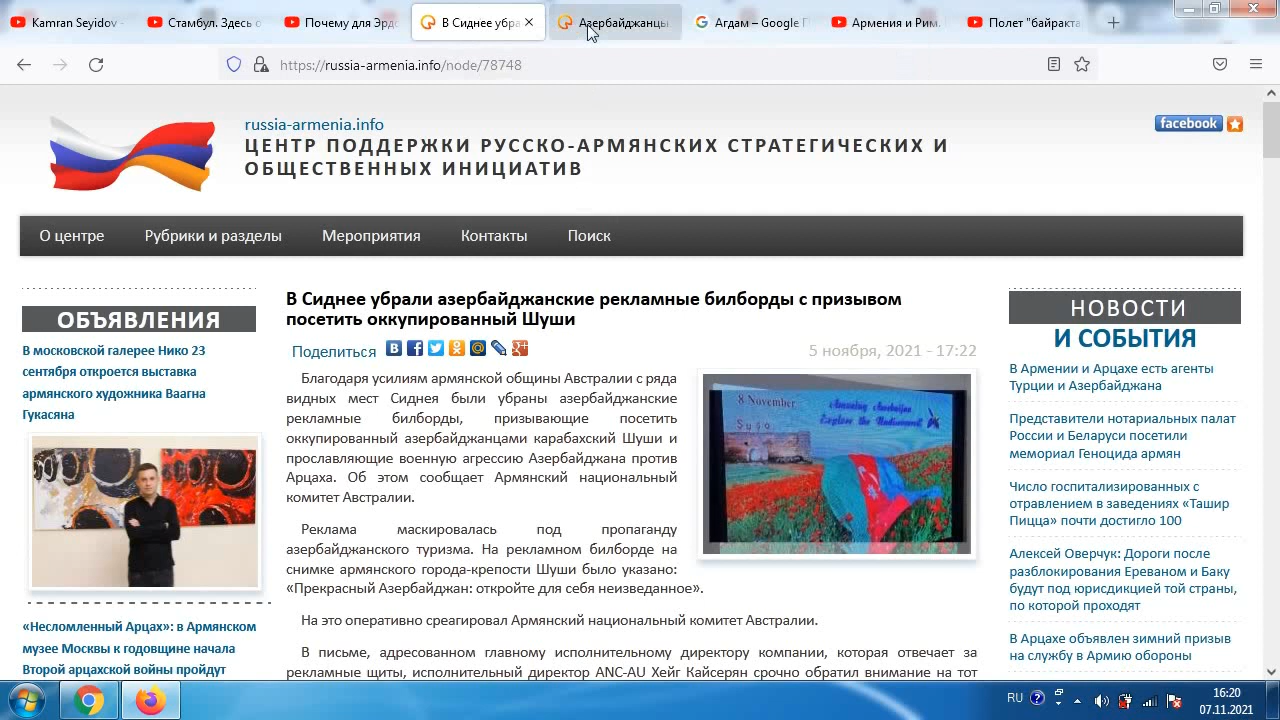 Kamran Seyidov -
Стамбул. Здесь о
Почему для Эрдо
В Сиднее убра
Азербайджанцы
Агдам – Google П
Армения и Рим.
Полет "байракта
https://russia-armenia.info/node/78748
russia-armenia.info
ЦЕНТР ПОДДЕРЖКИ РУССКО-АРМЯНСКИХ СТРАТЕГИЧЕСКИХ И
ОБЩЕСТВЕННЫХ ИНИЦИАТИВ
facebook
О центре
Рубрики и разделы
Мероприятия
Контакты
Поиск
ОБЪЯВЛЕНИЯ
В московской галерее Нико 23
сентября откроется выставка
армянского художника Ваагна
Гукасяна
«Несломленный Арцах»: в Армянском
музее Москвы к годовщине начала
Второй арцахской войны пройдут
В Сиднее убрали азербайджанские рекламные билборды с призывом
посетить оккупированный Шуши
Поделиться
5 ноября, 2021 - 17:22
Благодаря усилиям армянской общины Австралии с ряда
видных мест Сиднея были убраны азербайджанские
рекламные билборды, призывающие посетить
оккупированный азербайджанцами карабахский Шуши и
прославляющие военную агрессию Азербайджана против
Арцаха. Об этом сообщает Армянский национальный
комитет Австралии.
8 November
Amazing Azerbaijan
Explore the Undiscovered
Реклама маскировалась под пропаганду
азербайджанского туризма. На рекламном билборде на
снимке армянского города-крепости Шуши было указано:
«Прекрасный Азербайджан: откройте для себя неизведанное».
На это оперативно среагировал Армянский национальный комитет Австралии.
В письме, адресованном главному исполнительному директору компании, которая отвечает за
рекламные щиты, исполнительный директор ANC-AU Хейг Кайсерян срочно обратил внимание на тот
НОВОСТИ
И СОБЫТИЯ
В Армении и Арцахе есть агенты
Турции и Азербайджана
Представители нотариальных палат
России и Беларуси посетили
мемориал Геноцида армян
Число госпитализированных с
отравлением в заведениях «Ташир
Пицца» почти достигло 100
Алексей Оверчук: Дороги после
разблокирования Ереваном и Баку
будут под юрисдикцией той страны,
по которой проходят
В Арцахе объявлен зимний призыв
на службу в Армию обороны
RU
16:20
07.11.2021